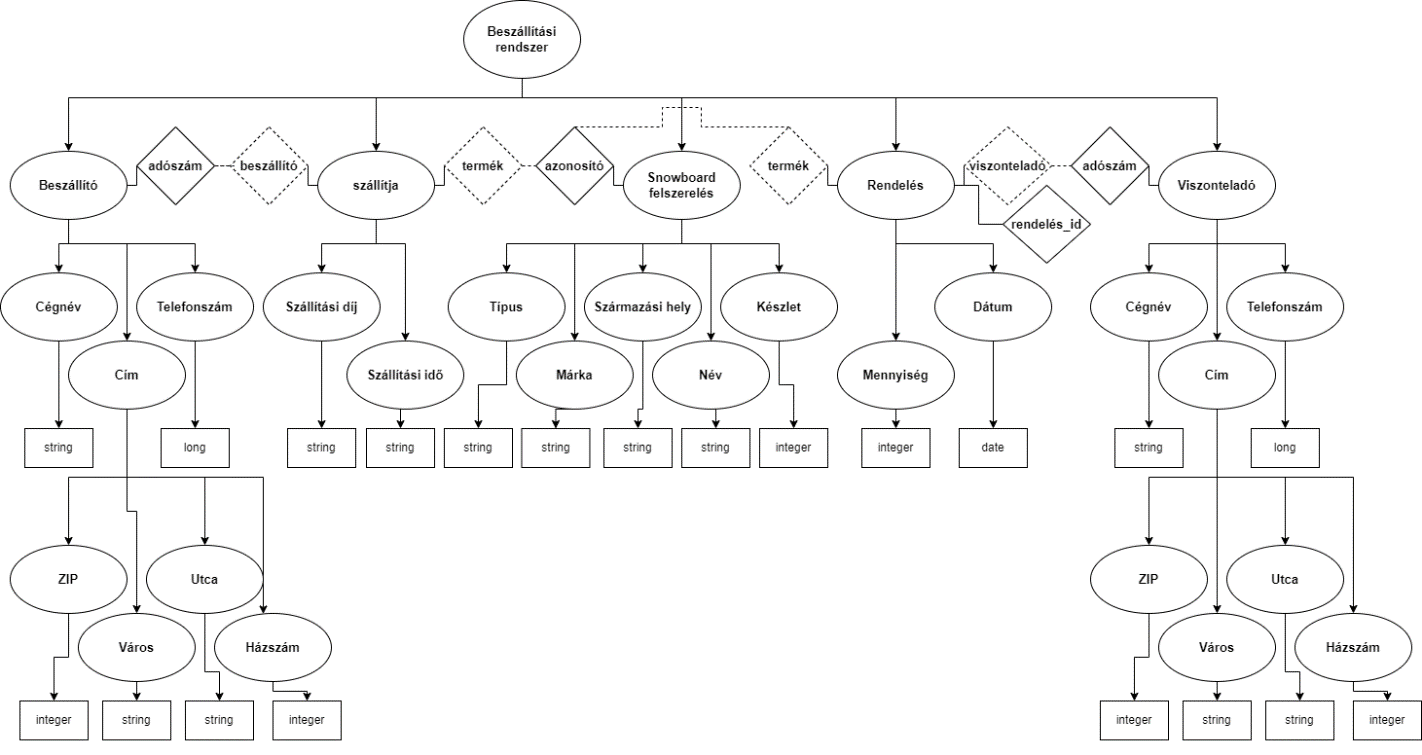 Beszállítási
rendszer
Beszállító
adószám
beszállító
szállítja
termék
azonosító
Snowboard
felszerelés
termék
Rendelés
viszonteladó
adószám
Viszonteladó
rendelés_id
Cégnév
Telefonszám
Szállítási díj
Típus
Származási hely
Készlet
Dátum
Cégnév
Telefonszám
Cím
Szállítási idő
Márka
Név
Mennyiség
Cím
string
long
string
string
string
string
string
string
integer
integer
date
string
long
ZIP
Utca
ZIP
Utca
Város
Házszám
Város
Házszám
integer
string
string
integer
integer
string
string
integer